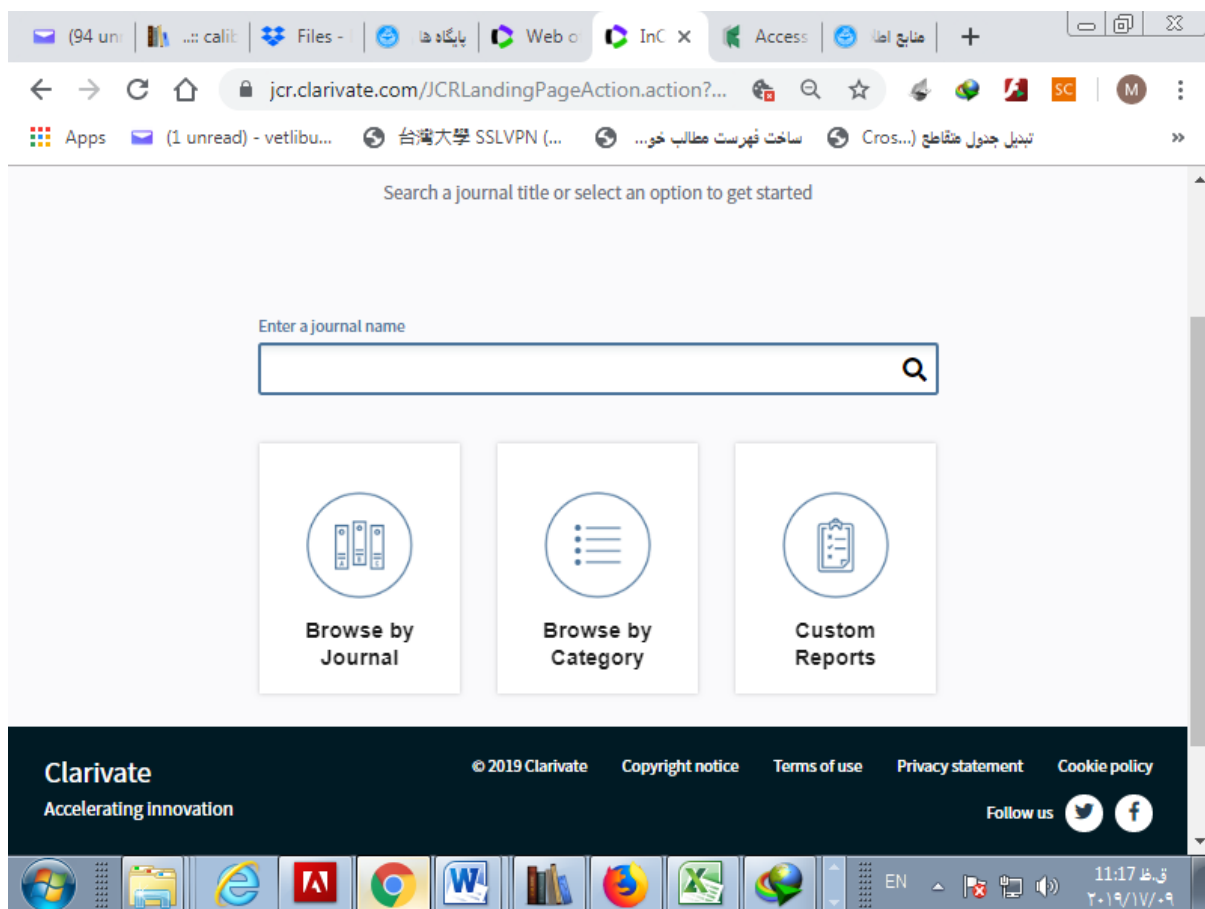 (94 un
..:: calib
Files -
پایگاه ها
Web o
InC
Access
منابع اطلا
jcr.clarivate.com/JCRLandingPageAction.action?...
SC
M
Apps
(1 unread) - vetlibu...
台灣大學 SSLVPN (...
ساخت فهرست مطالب خو...
تبدیل جدول متقاطع (Cros...
»
Search a journal title or select an option to get started
Enter a journal name
Browse by
Journal
Browse by
Category
Custom
Reports
Clarivate
Accelerating innovation
© 2019 Clarivate
Copyright notice
Terms of use
Privacy statement
Cookie policy
Follow us
EN
11:17 ق.ظ
۲۰۱۹/۱۷/۰۹